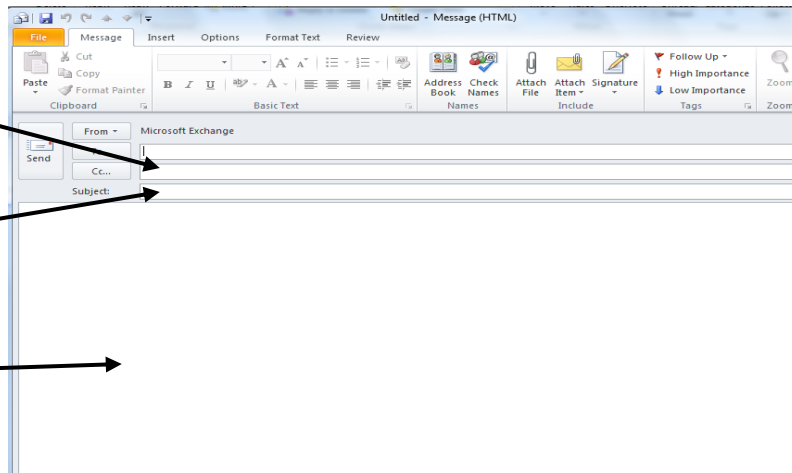 Untitled - Message (HTML)
File Message Insert Options Format Text Review
Cut
Copy
Format Painter
Paste
Clipboard
B I U A
Basic Text
Address Book
Check Names
Names
Attach File
Attach Item
Signature
Include
Follow Up
High Importance
Low Importance
Tags
Zoom
Zoom
From
Microsoft Exchange
Send
Cc...
Subject: